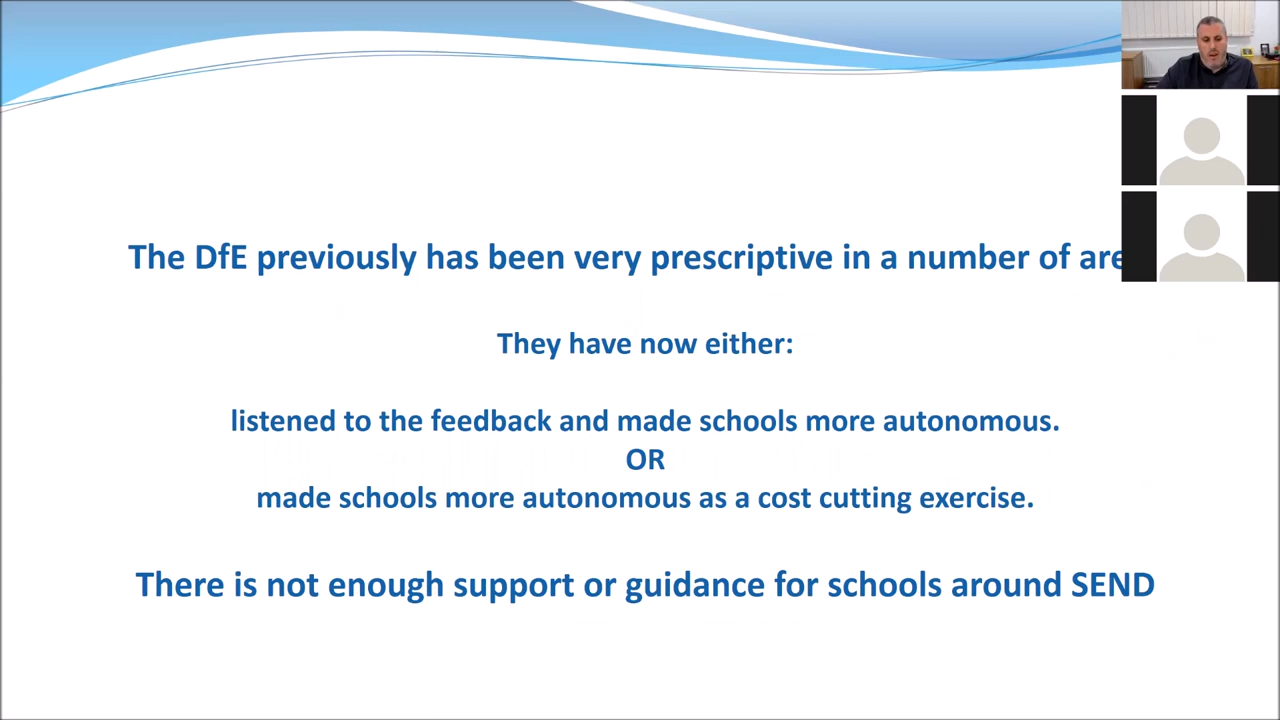 The DfE previously has been very prescriptive in a number of
They have now either:
listened to the feedback and made schools more autonomous.
OR
made schools more autonomous as a cost cutting exercise.
There is not enough support or guidance for schools around SEND